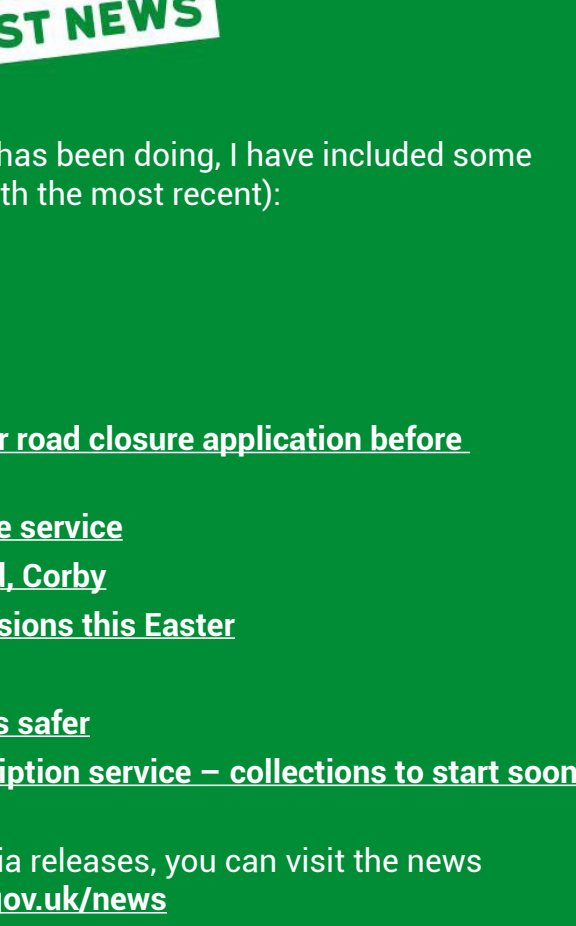 ST NEWS
has been doing, I have included some
th the most recent):
r road closure application before
e service
l, Corby
sions this Easter
s safer
iption service – collections to start soon
ia releases, you can visit the news
gov.uk/news